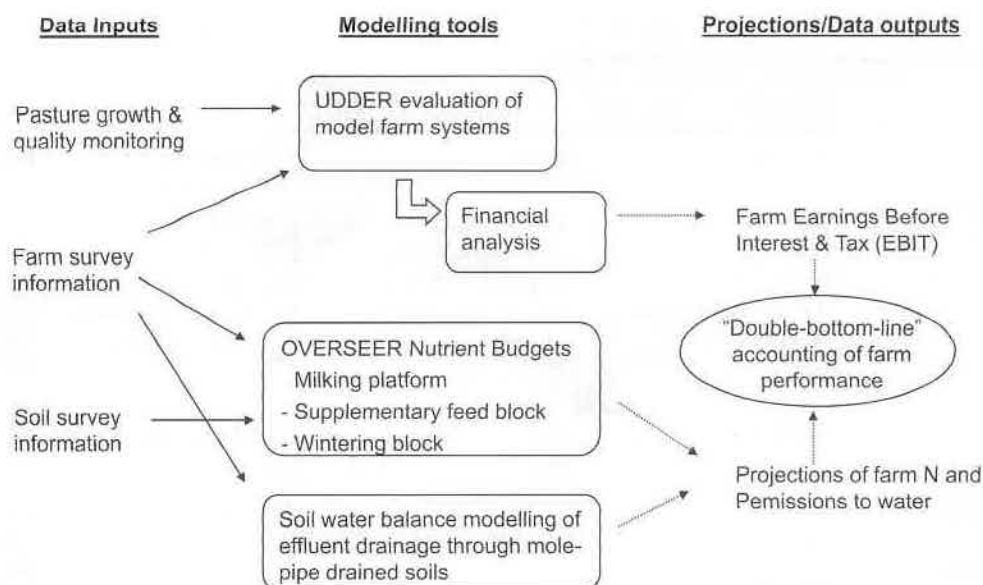 Data Inputs
Modelling tools
Projections/Data outputs
Pasture growth &
quality monitoring
UDDER evaluation of
model farm systems
Financial
analysis
Farm Earnings Before
Interest & Tax (EBIT)
Farm survey
information
"Double-bottom-line"
accounting of farm
performance
OVERSEER Nutrient Budgets
Milking platform
- Supplementary feed block
- Wintering block
Soil survey
information
Projections of farm N and
Pemissions to water
Soil water balance modelling of
effluent drainage through mole-
pipe drained soils